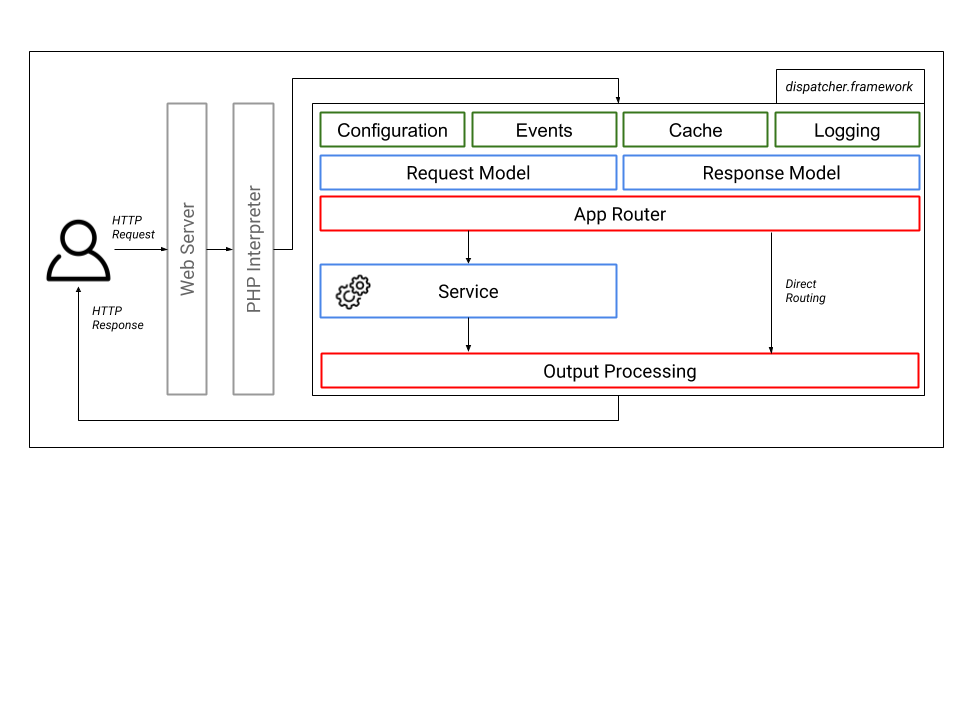 dispatcher.framework
Configuration
Events
Cache
Logging
Request Model
Response Model
App Router
HTTP
Request
Web Server
PHP Interpreter
Service
Direct
Routing
HTTP
Response
Output Processing